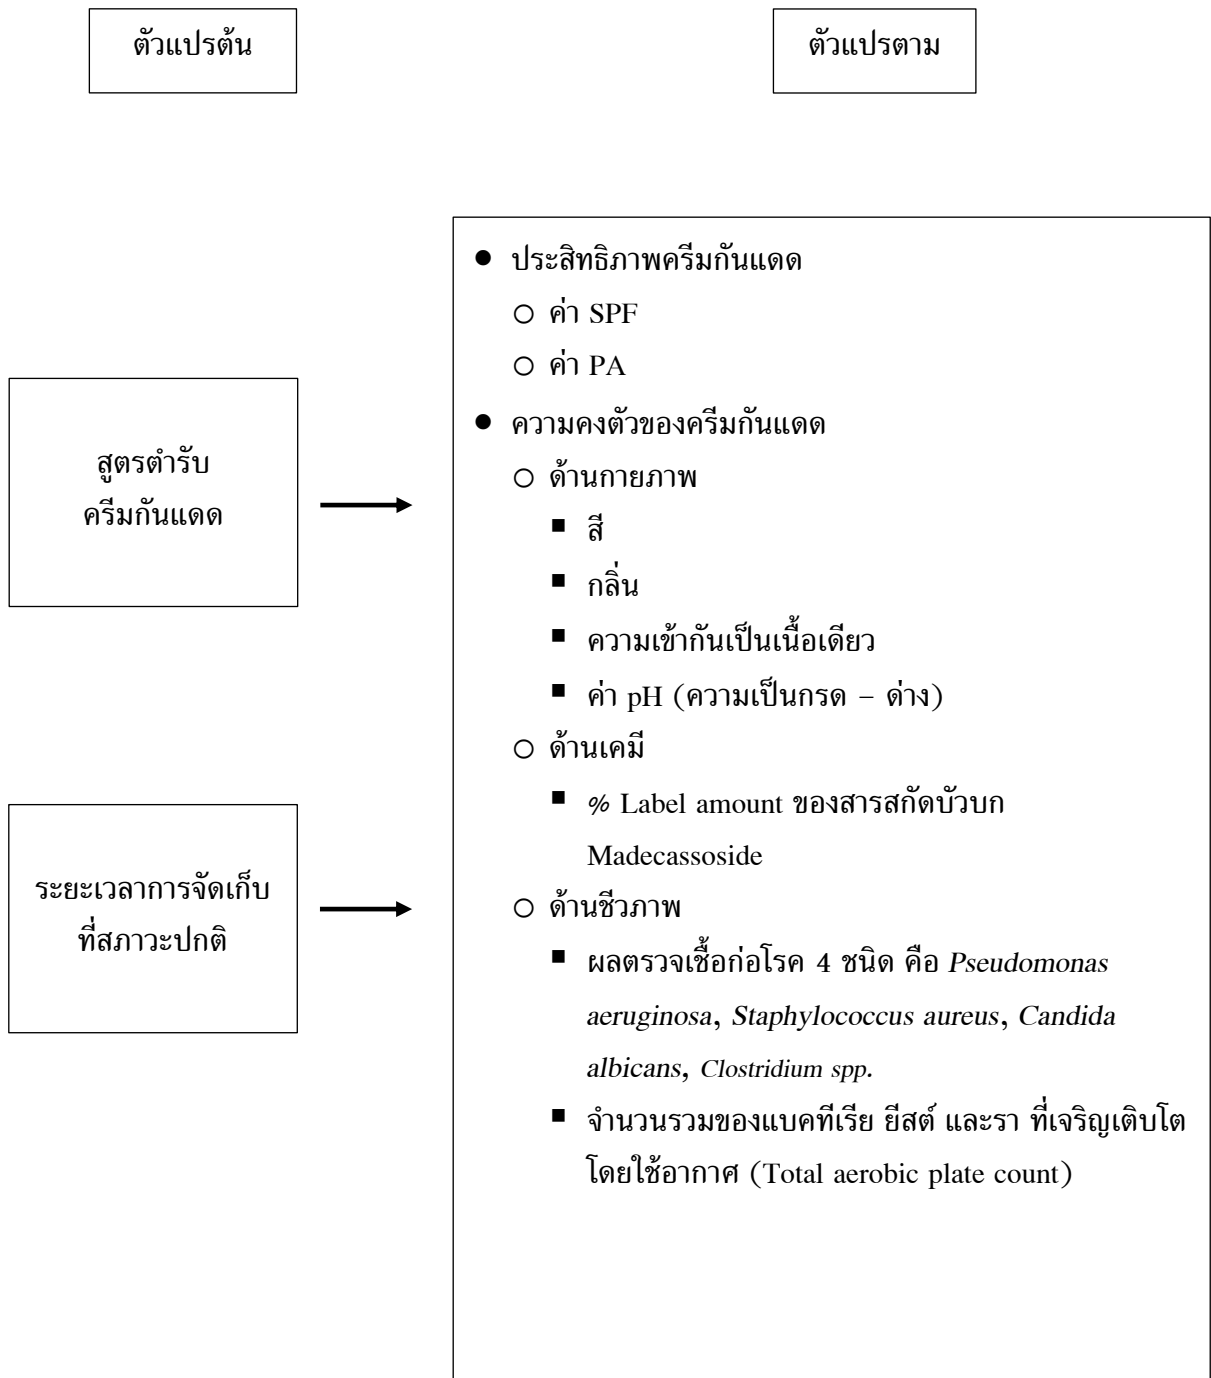 ตัวแปรต้น
ตัวแปรตาม
สูตรตำรับ
ครีมกันแดด
ระยะเวลาการจัดเก็บ
ที่สภาวะปกติ
● ประสิทธิภาพครีมกันแดด
○ ค่า SPF
○ ค่า PA
● ความคงตัวของครีมกันแดด
○ ด้านกายภาพ
■ สี
■ กลิ่น
■ ความเข้ากันเป็นเนื้อเดียว
■ ค่า pH (ความเป็นกรด – ด่าง)
○ ด้านเคมี
■ % Label amount ของสารสกัดบัวบก
Madecassoside
○ ด้านชีวภาพ
■ ผลตรวจเชื้อก่อโรค 4 ชนิด คือ Pseudomonas
aeruginosa, Staphylococcus aureus, Candida
albicans, Clostridium spp.
■ จำนวนรวมของแบคทีเรีย ยีสต์ และรา ที่เจริญเติบโต
โดยใช้อากาศ (Total aerobic plate count)